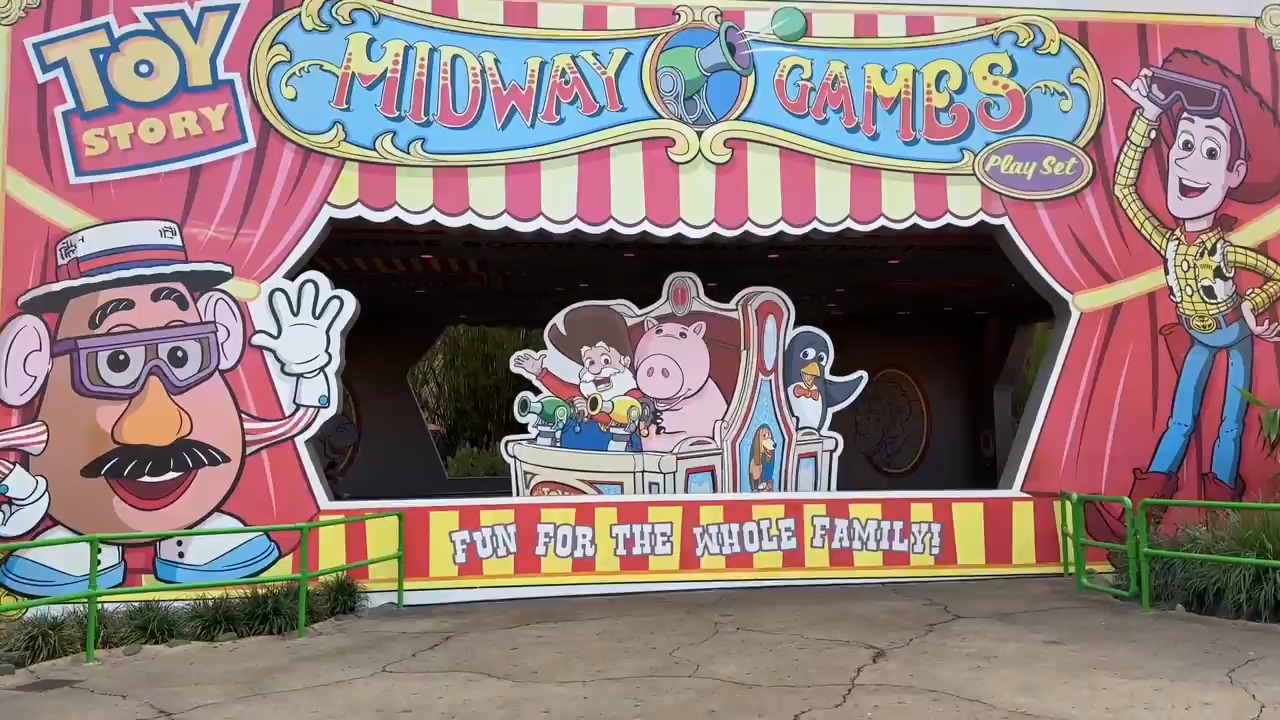 TOY
STORY
MIDWAY GAMES
Play Set
FUN FOR THE WHOLE FAMILY!